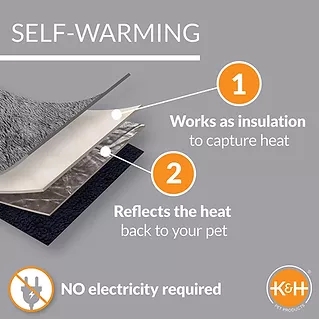 SELF-WARMING
1
Works as insulation
to capture heat
2
Reflects the heat
back to your pet
NO electricity required
K&H
PET PRODUCTS